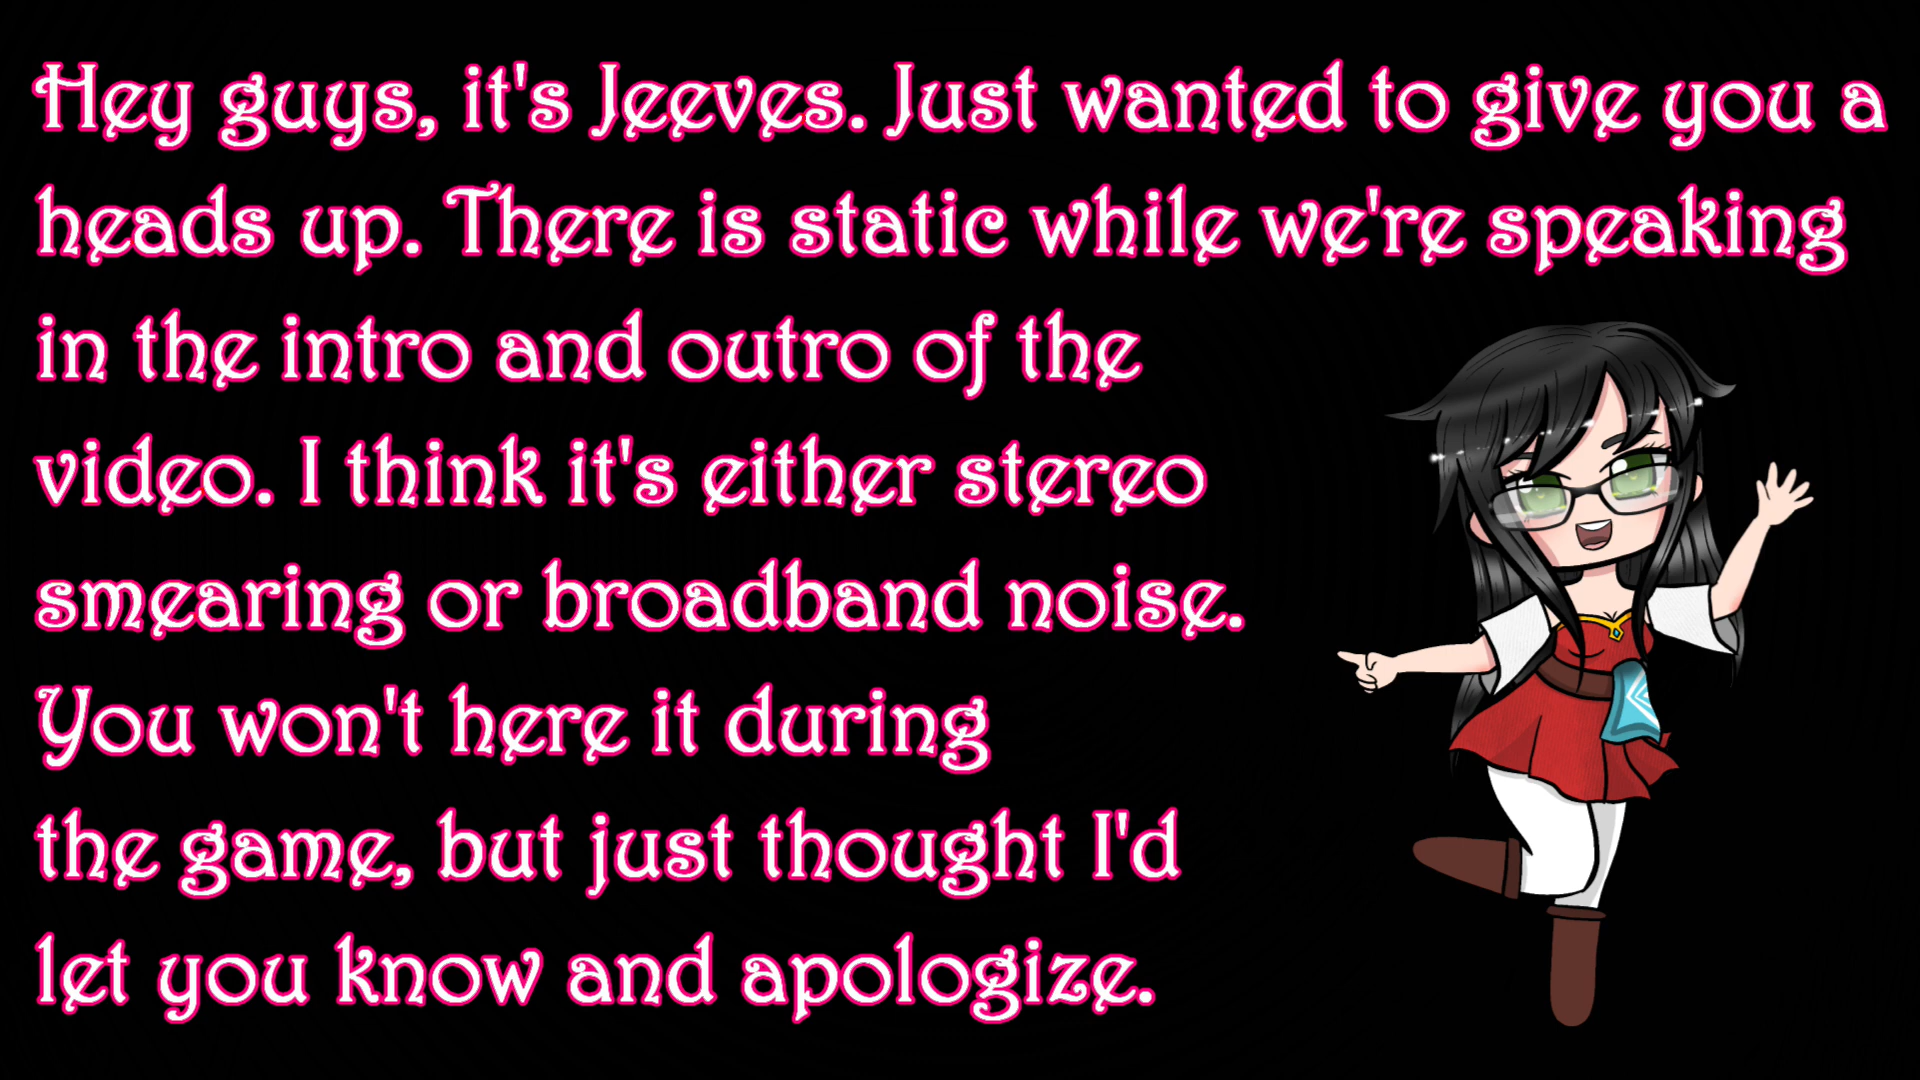 Hey guys, it's Jeeves. Just wanted to give you a
heads up. There is static while we're speaking
in the intro and outro of the
video. I think it's either stereo
smearing or broadband noise.
You won't here it during
the game, but just thought I'd
let you know and apologize.